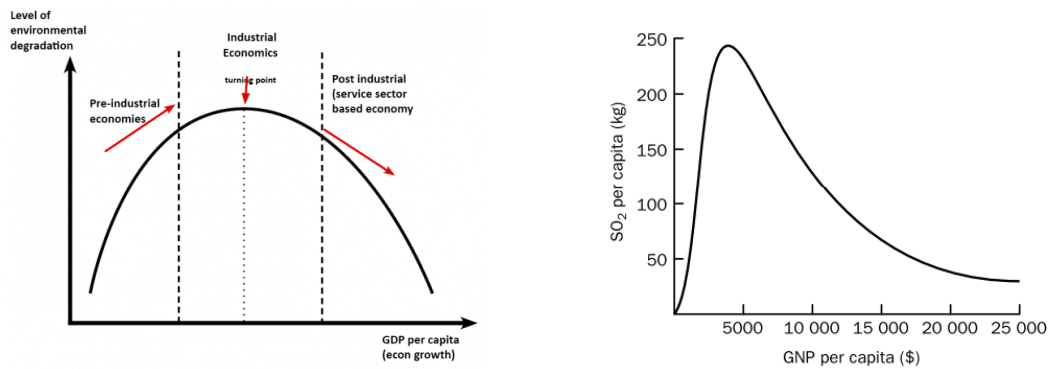 Level of
environmental
degradation
Industrial
Economics
turning point
Pre-industrial
economies
Post industrial
(service sector
based economy
GDP per capita
(econ growth)
SO₂ per capita (kg)
250
200
150
100
50
5000
10 000
15 000
20 000
25 000
GNP per capita ($)